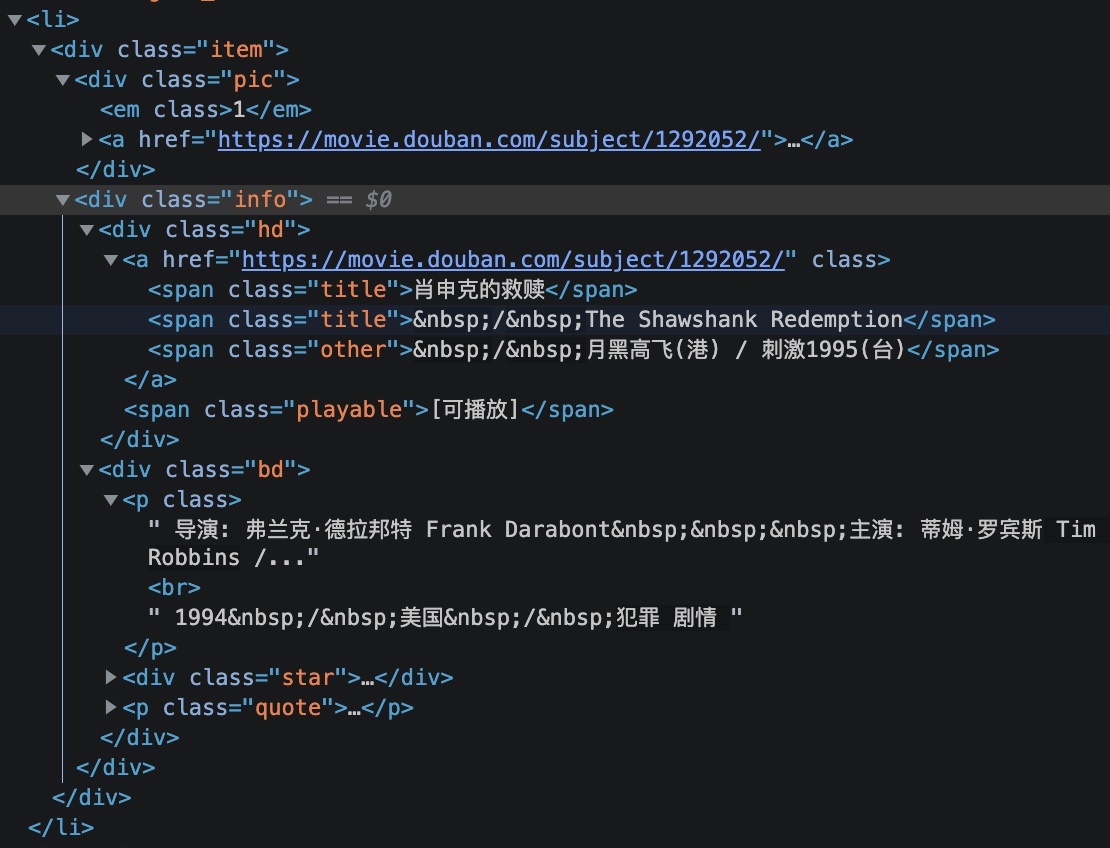 <li>
<div class="item">
<div class="pic">
<em class>1</em>
<a href="https://movie.douban.com/subject/1292052/">…</a>
</div>
<div class="info"> == $0
<div class="hd">
<a href="https://movie.douban.com/subject/1292052/" class>
<span class="title">肖申克的救赎</span>
<span class="title">&nbsp;/&nbsp;The Shawshank Redemption</span>
<span class="other">&nbsp;/&nbsp;月黑高飞(港) / 刺激1995(台)</span>
</a>
<span class="playable">[可播放]</span>
</div>
<div class="bd">
<p class>
" 导演: 弗兰克·德拉邦特 Frank Darabont&nbsp;&nbsp;&nbsp;主演: 蒂姆·罗宾斯 Tim
Robbins /..."
<br>
" 1994&nbsp;/&nbsp;美国&nbsp;/&nbsp;犯罪 剧情 "
</p>
<div class="star">…</div>
<p class="quote">…</p>
</div>
</div>
</div>
</li>